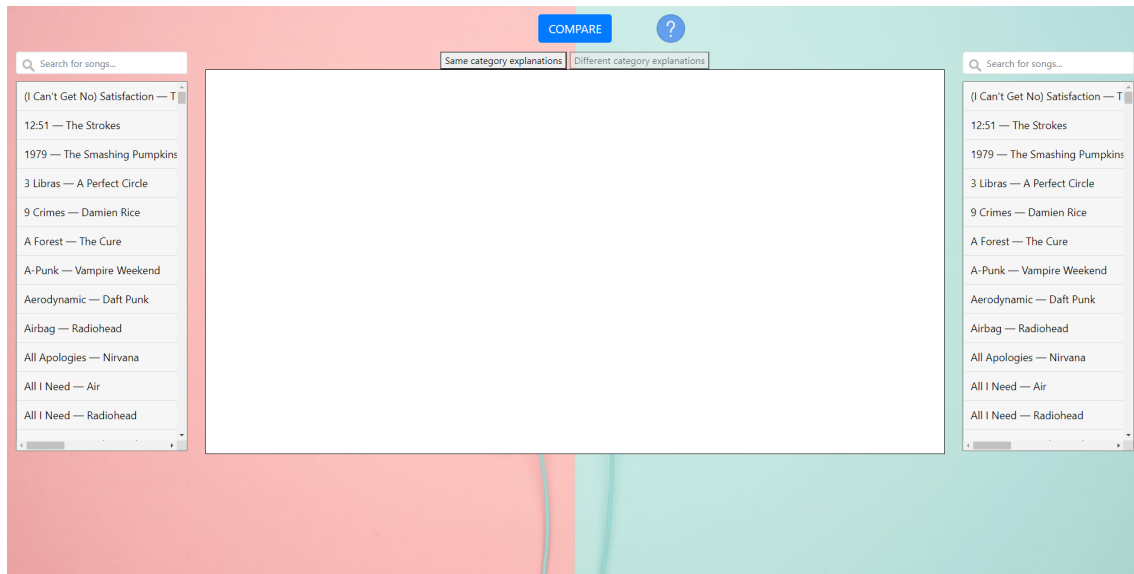 COMPARE
?
Same category explanations
Different category explanations
Search for songs...
(I Can't Get No) Satisfaction — T
12:51 — The Strokes
1979 — The Smashing Pumpkins
3 Libras — A Perfect Circle
9 Crimes — Damien Rice
A Forest — The Cure
A-Punk — Vampire Weekend
Aerodynamic — Daft Punk
Airbag — Radiohead
All Apologies — Nirvana
All I Need — Air
All I Need — Radiohead
Search for songs...
(I Can't Get No) Satisfaction — T
12:51 — The Strokes
1979 — The Smashing Pumpkins
3 Libras — A Perfect Circle
9 Crimes — Damien Rice
A Forest — The Cure
A-Punk — Vampire Weekend
Aerodynamic — Daft Punk
Airbag — Radiohead
All Apologies — Nirvana
All I Need — Air
All I Need — Radiohead